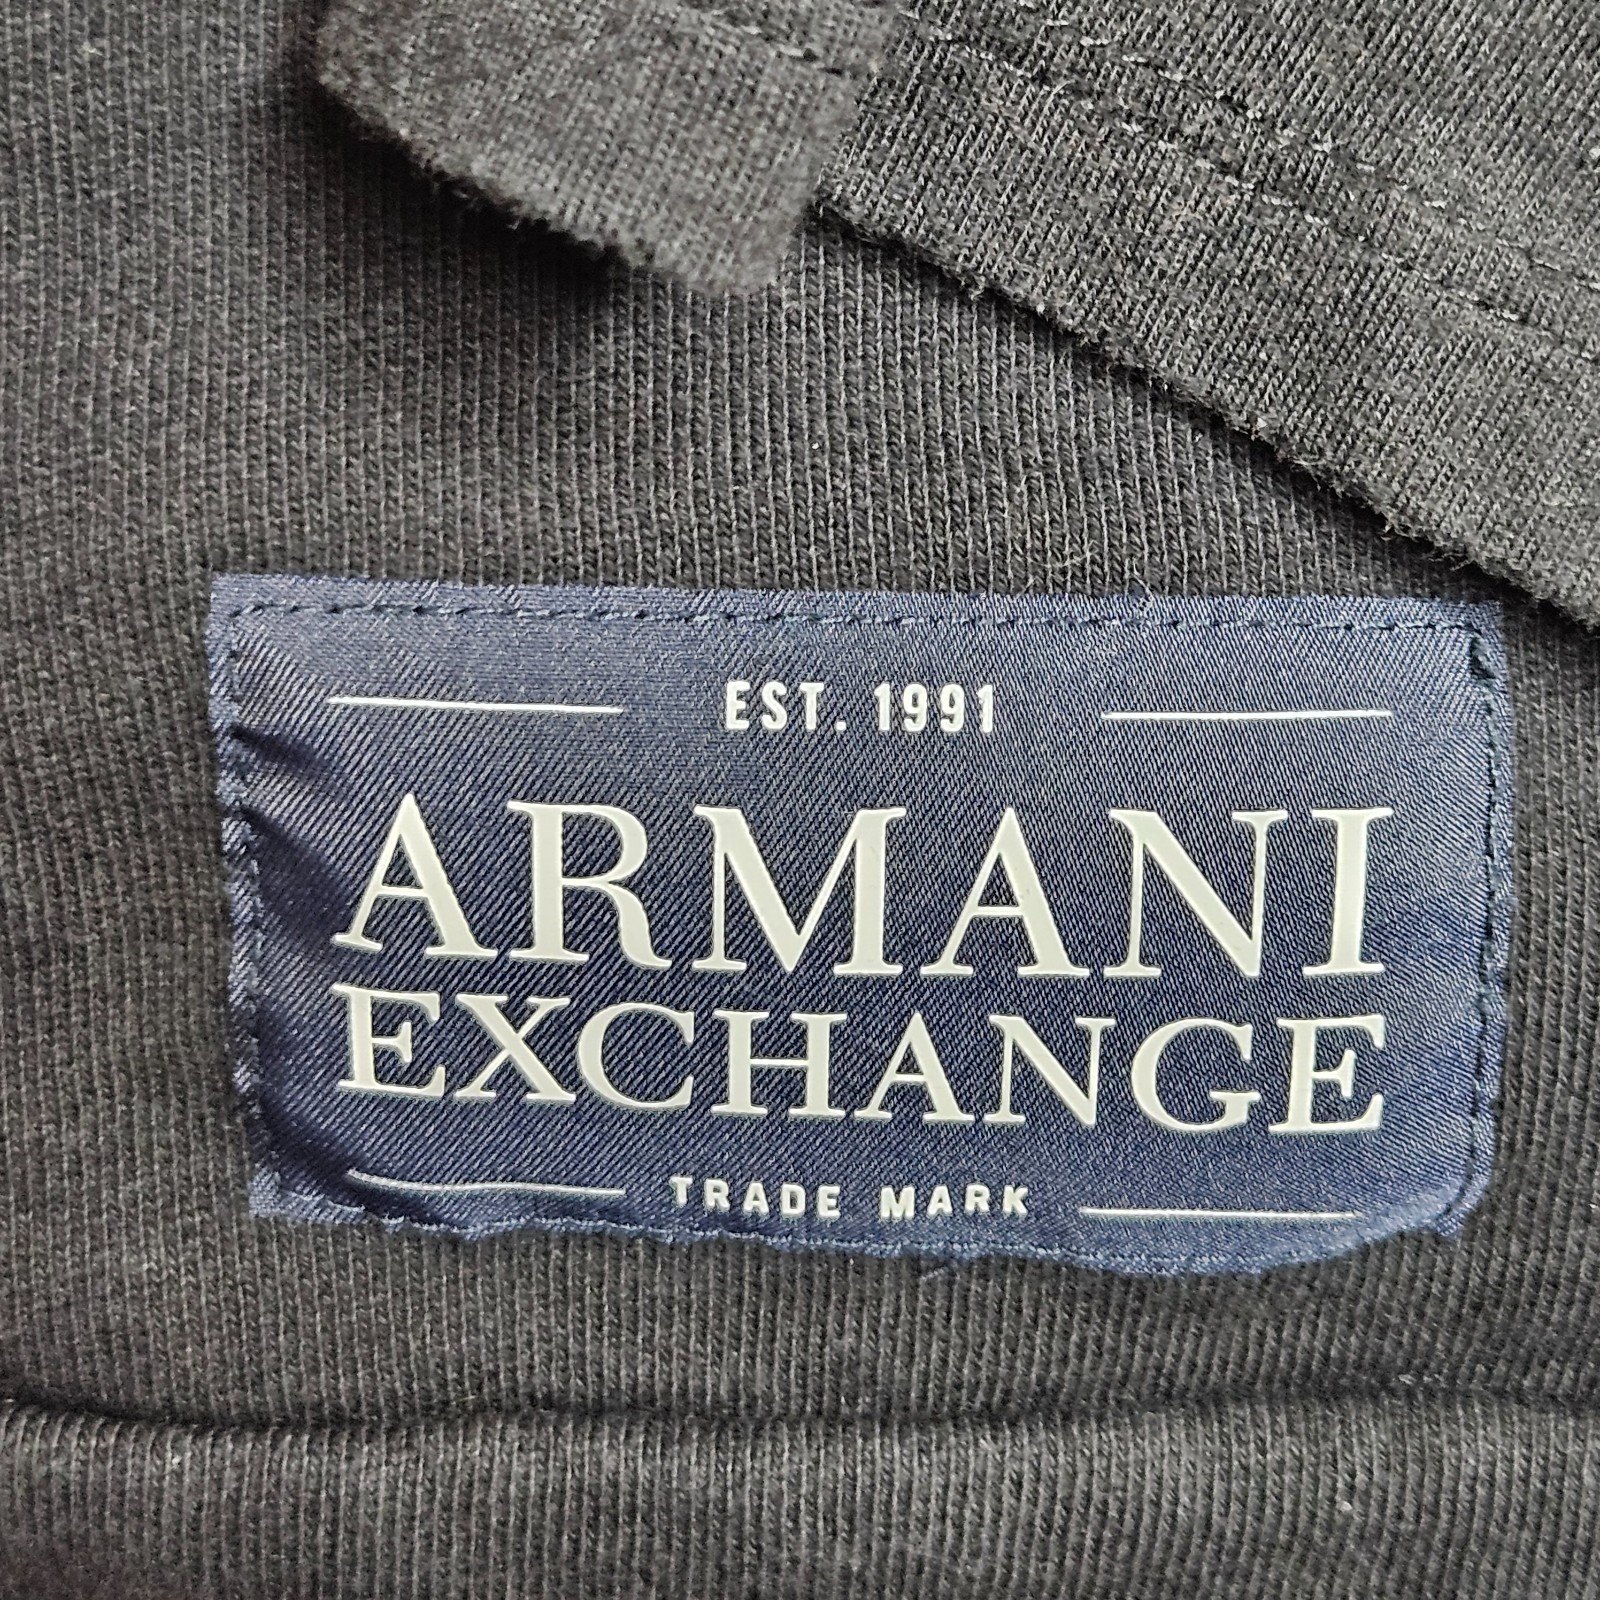 EST. 1991
ARMANI
EXCHANGE
TRADE MARK